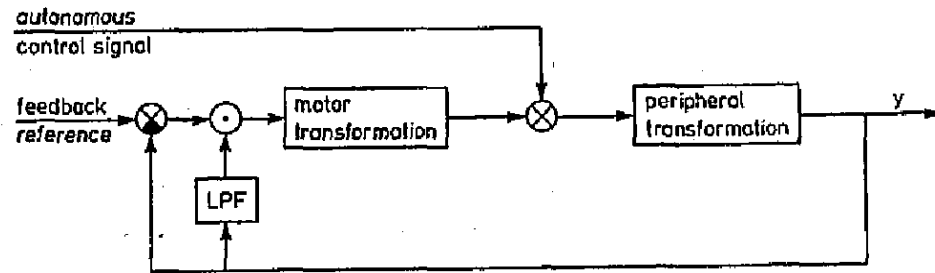 autonomous
control signal
feedback
reference
motor
transformation
peripheral
transformation
y
LPF